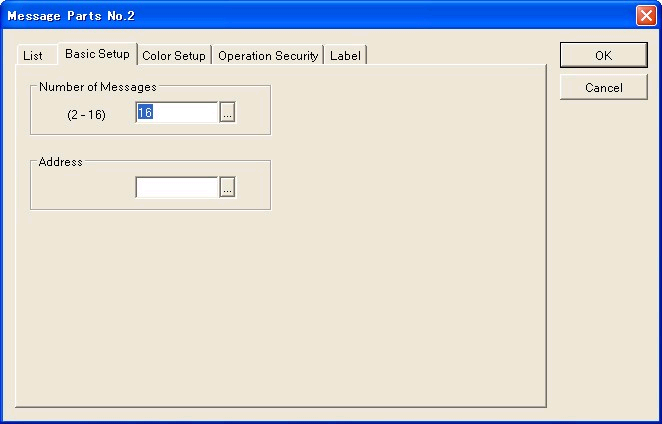 Message Parts No.2
List Basic Setup Color Setup Operation Security Label
OK
Cancel
Number of Messages
(2 - 16) 16 ...
Address
...